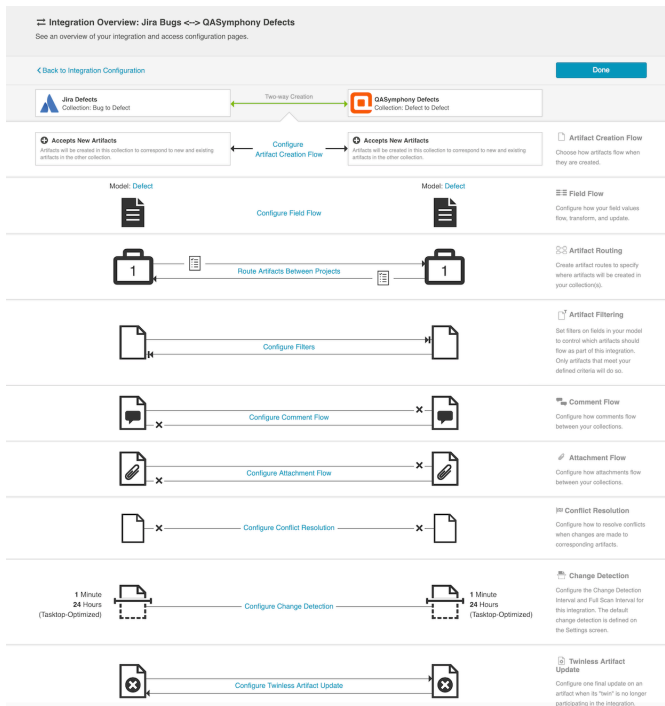 Integration Overview: Jira Bugs <--> QASymphony Defects
See an overview of your integration and access configuration pages.
Back to Integration Configuration
Done
Jira Defects
Collection: Bug to Defect
Two-way Creation
QASymphony Defects
Collection: Defect to Defect
Accepts New Artifacts
Artifacts will be created in this collection to correspond to new and existing
artifacts in the other collection.
Configure
Artifact Creation Flow
Accepts New Artifacts
Artifacts will be created in this collection to correspond to new and existing
artifacts in the other collection.
Artifact Creation Flow
Choose how artifacts flow when
they are created.
Model: Defect
Configure Field Flow
Model: Defect
Field Flow
Configure how your field values
flow, transform, and update.
1
Route Artifacts Between Projects
1
Artifact Routing
Create artifact routes to specify
where artifacts will be created in
your collection(s).
Configure Filters
Artifact Filtering
Set filters on fields in your model
to control which artifacts should
flow as part of this integration.
Only artifacts that meet your
defined criteria will do so.
Configure Comment Flow
Comment Flow
Configure how comments flow
between your collections.
Configure Attachment Flow
Attachment Flow
Configure how attachments flow
between your collections.
Configure Conflict Resolution
Conflict Resolution
Configure how to resolve conflicts
when changes are made to
corresponding artifacts.
1 Minute
24 Hours
(Tasktop-Optimized)
Configure Change Detection
1 Minute
24 Hours
(Tasktop-Optimized)
Change Detection
Configure the Change Detection
Interval and Full Scan Interval for
this integration. The default
change detection is defined on
the Settings screen.
Configure Twinless Artifact Update
Twinless Artifact
Update
Configure one final update on an
artifact when its "twin" is no longer
participating in the integration.